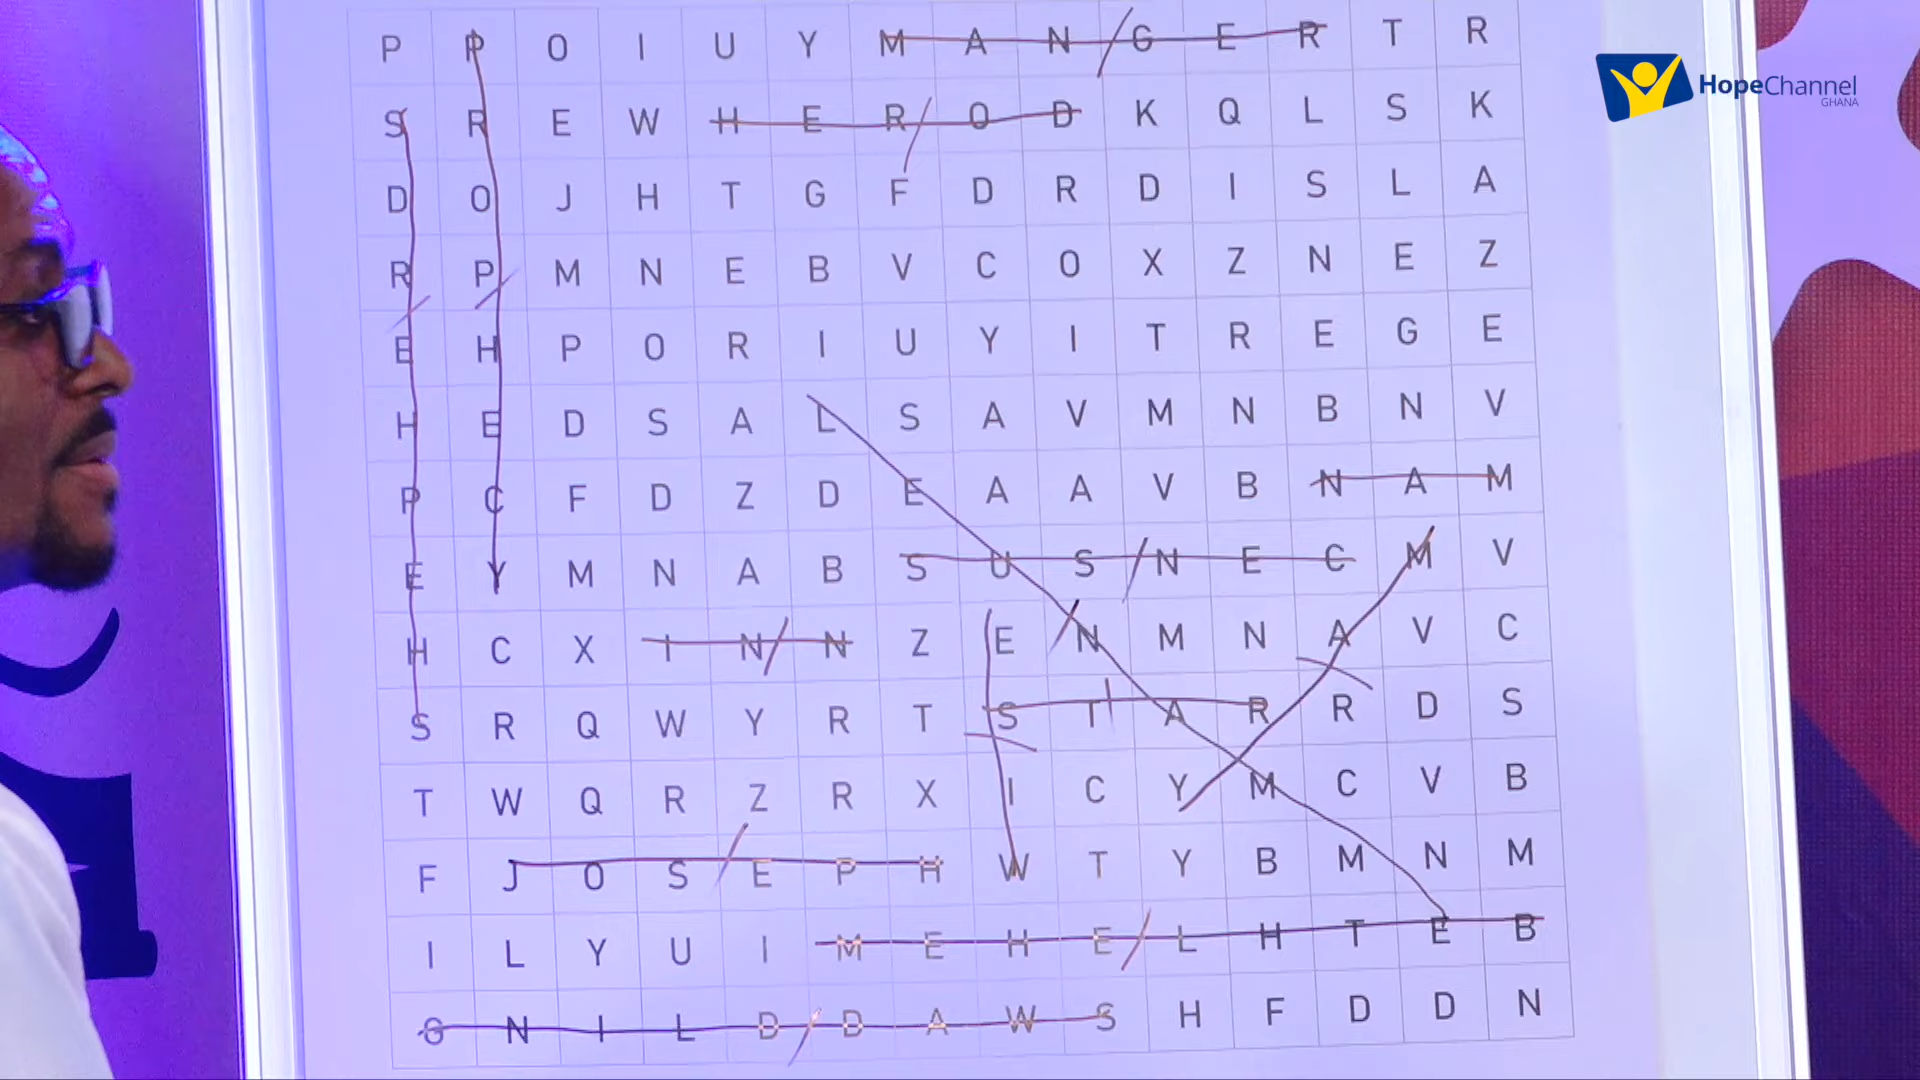 P P O I U Y M A N G E R T R
S R E W H E R O D K Q L S K
D O J H T G F D R D I S L A
R P M N E B V C O X Z N E Z
E H P O R I U Y I T R E G E
H E D S A L S A V M N B N V
P C F D Z D E A A V B N A M
E Y M N A B S U S N E C M V
H C X I N N Z E N M N A V C
S R Q W Y R T S T A R R D S
T W Q R Z R X I C Y M C V B
F J O S E P H W T Y B M N M
I L Y U I M E H E L H T E B
G N I L D D A W S H F D D N
HopeChannel
GHANA